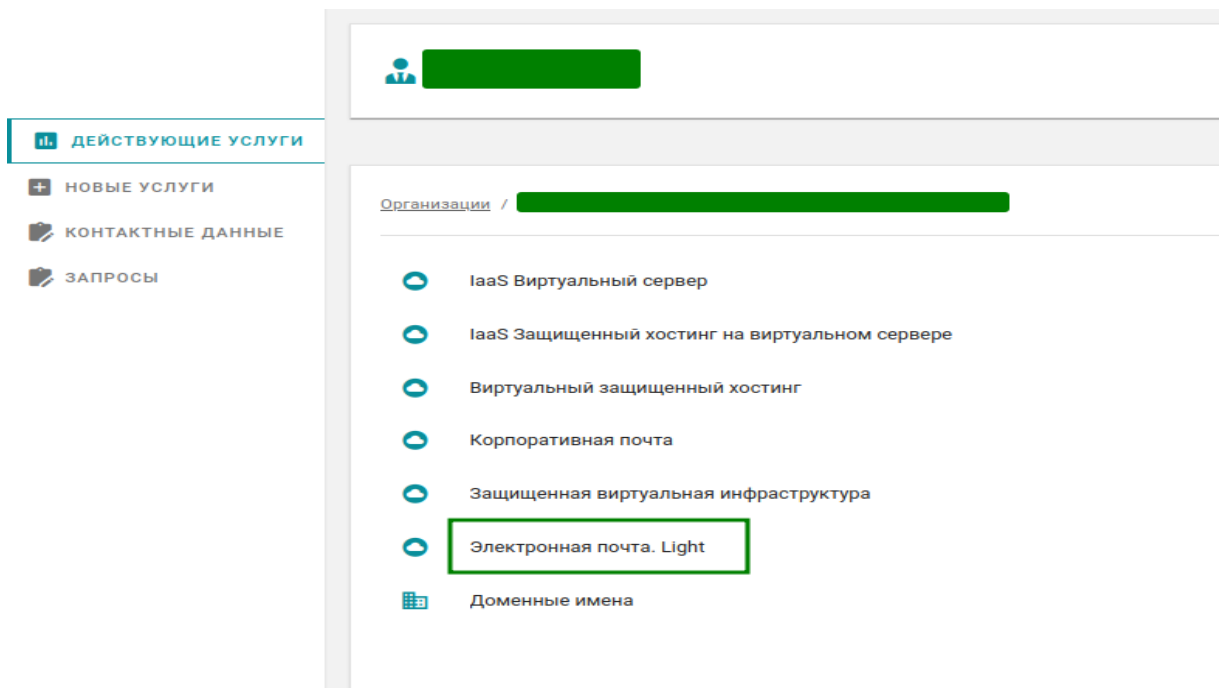 ДЕЙСТВУЮЩИЕ УСЛУГИ
НОВЫЕ УСЛУГИ
КОНТАКТНЫЕ ДАННЫЕ
ЗАПРОСЫ
Организации /
IaaS Виртуальный сервер
IaaS Защищенный хостинг на виртуальном сервере
Виртуальный защищенный хостинг
Корпоративная почта
Защищенная виртуальная инфраструктура
Электронная почта. Light
Доменные имена